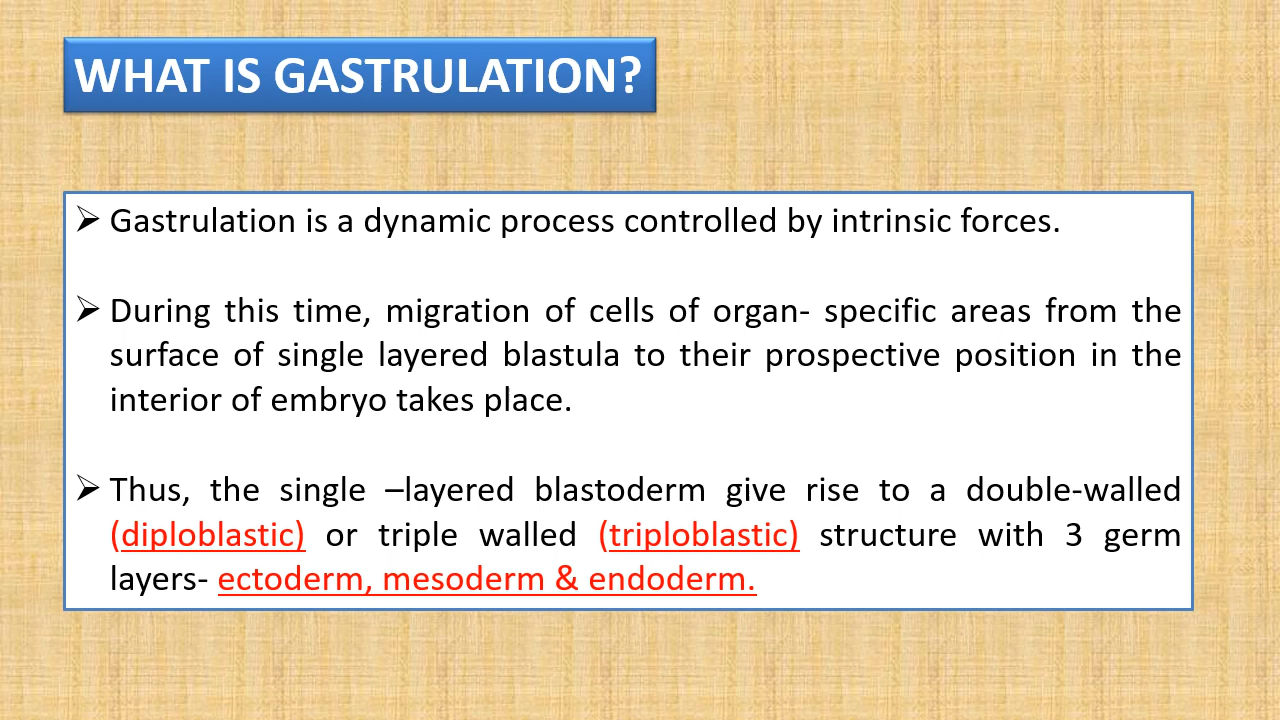 WHAT IS GASTRULATION?
➢ Gastrulation is a dynamic process controlled by intrinsic forces.
➢ During this time, migration of cells of organ- specific areas from the
surface of single layered blastula to their prospective position in the
interior of embryo takes place.
➢ Thus, the single –layered blastoderm give rise to a double-walled
(diploblastic) or triple walled (triploblastic) structure with 3 germ
layers- ectoderm, mesoderm & endoderm.